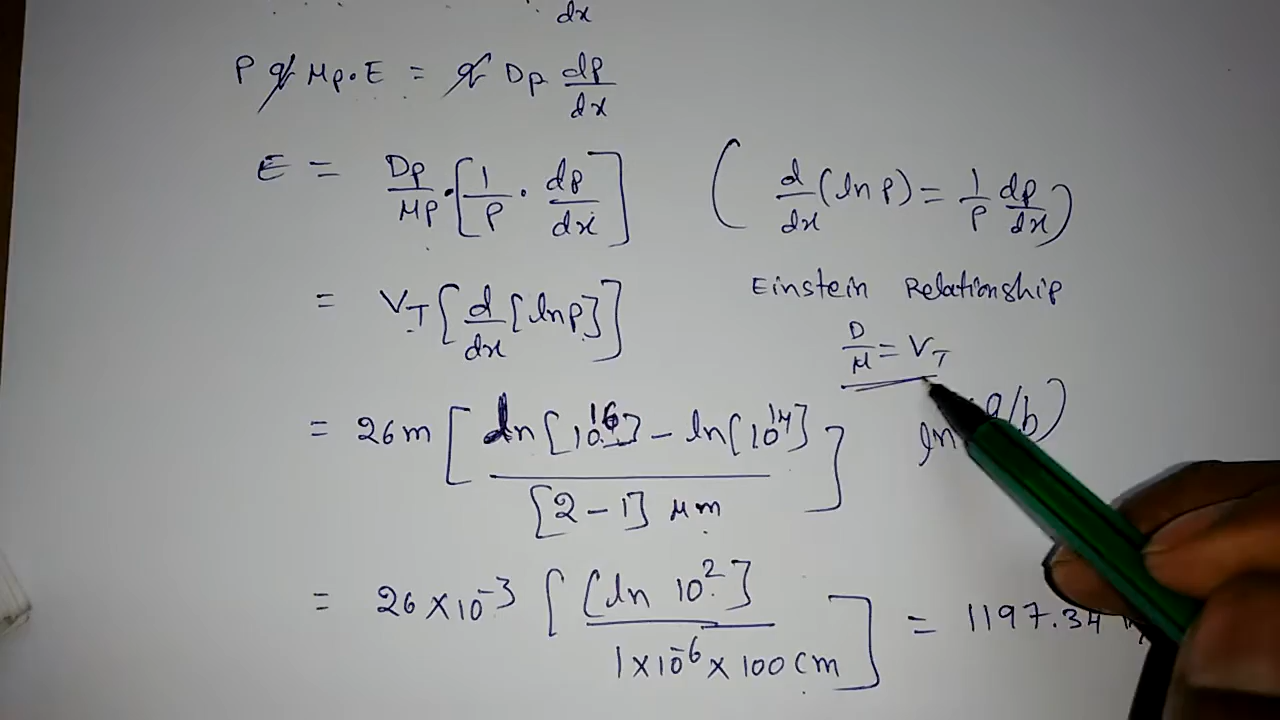 dx
P q μp·E = q Dp dp/dx
E = Dp/μp · [1/P · dp/dx] ( d/dx (ln p) = 1/P dp/dx )
Einstein Relationship
= VT [d/dx [ln p]]
D/μ = VT
= 26m [ ln[10^16] - ln[10^14] / [2-1] μm ]
ln (a/b)
= 26×10^-3 [ [ln 10^2] / 1×10^-6 × 100 cm ] = 1197.34